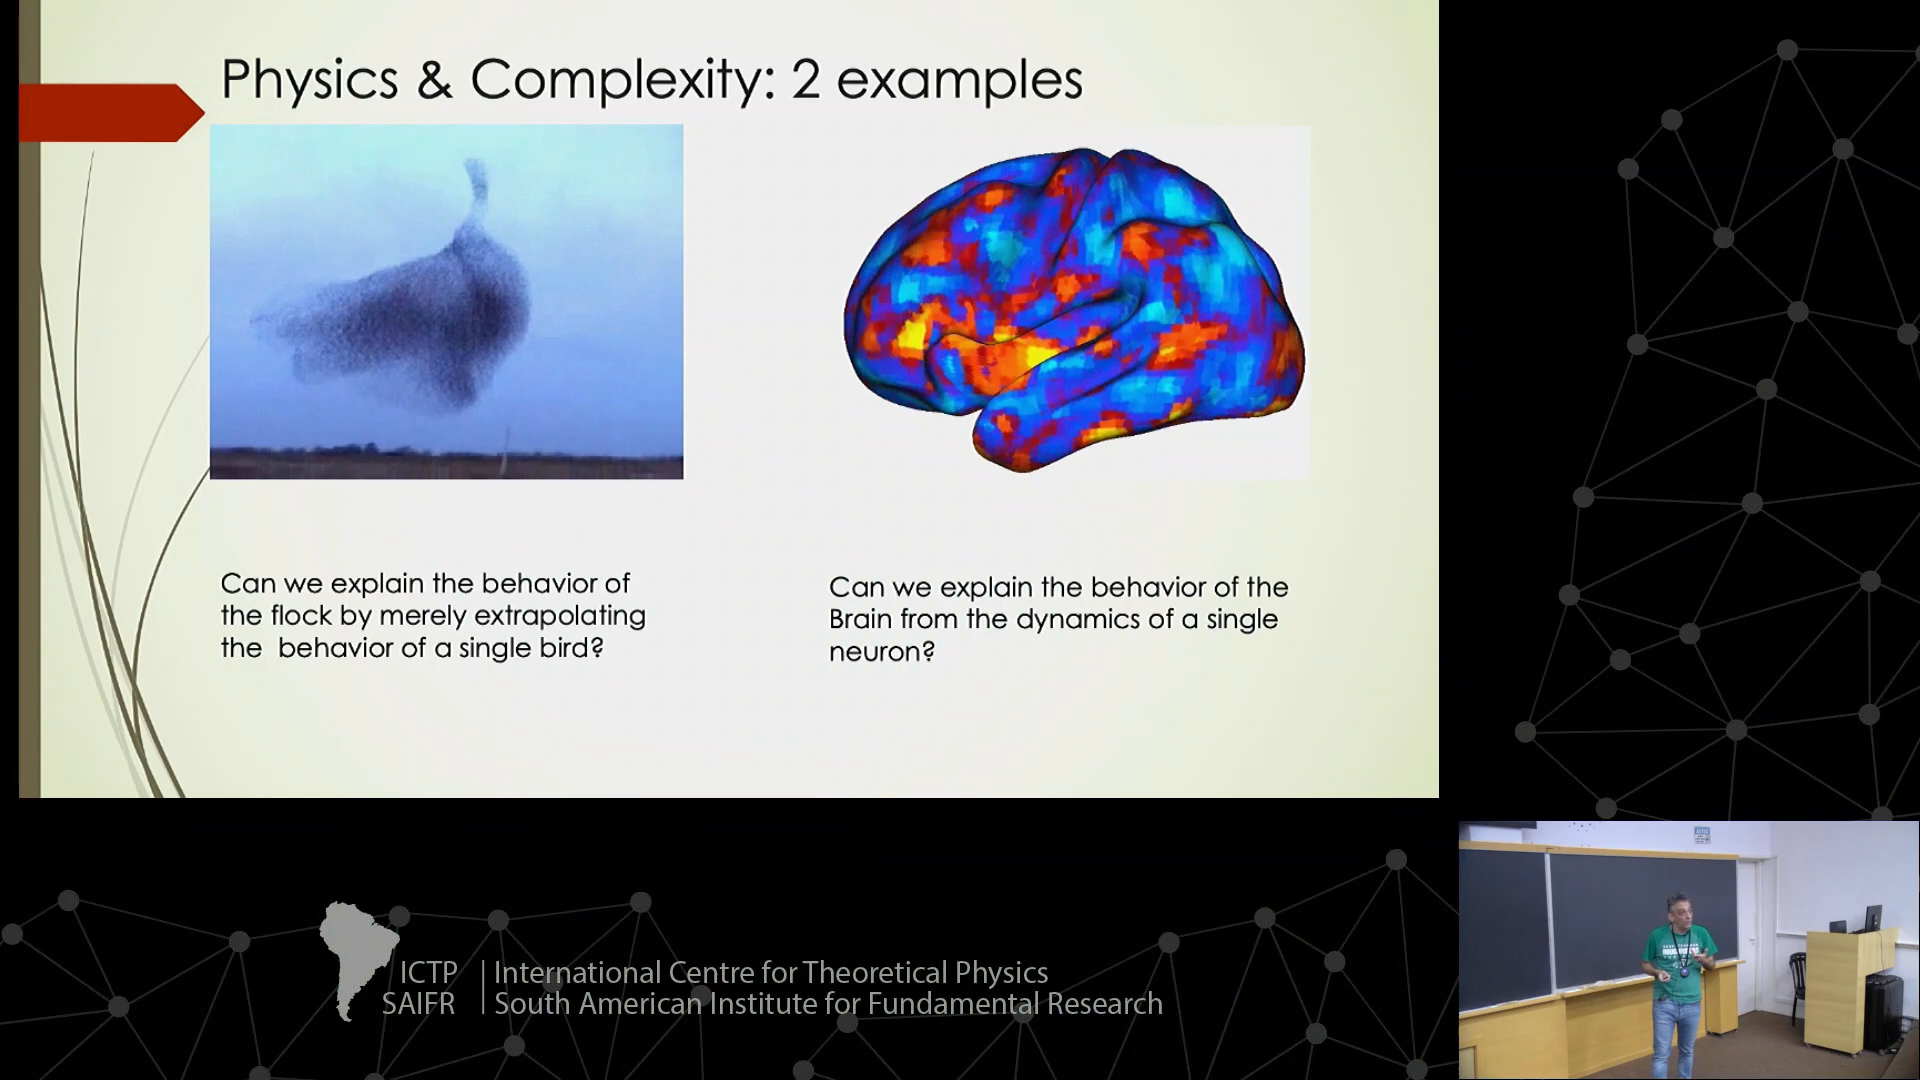 Physics & Complexity: 2 examples
Can we explain the behavior of
the flock by merely extrapolating
the  behavior of a single bird?
Can we explain the behavior of the
Brain from the dynamics of a single
neuron?
ICTP
SAIFR
International Centre for Theoretical Physics
South American Institute for Fundamental Research